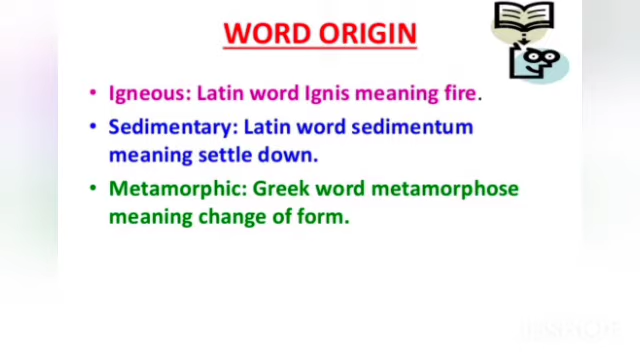 WORD ORIGIN
• Igneous: Latin word Ignis meaning fire.
• Sedimentary: Latin word sedimentum
meaning settle down.
• Metamorphic: Greek word metamorphose
meaning change of form.